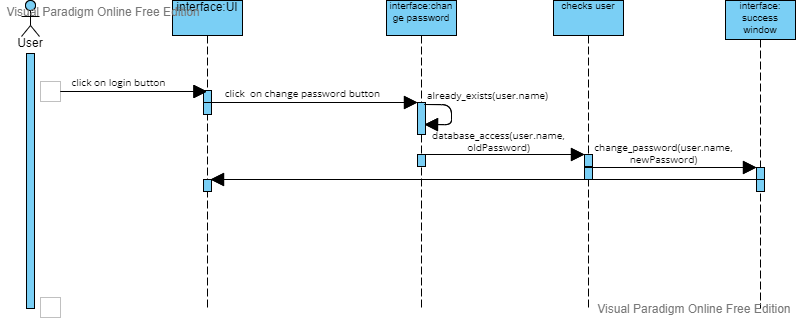 Visual Paradigm Online Free Edition
interface:UI
interface:chan
ge password
checks user
interface:
success
window
User
click on login button
click on change password button
already_exists(user.name)
database_access(user.name,
oldPassword)
change_password(user.name,
newPassword)
Visual Paradigm Online Free Edition